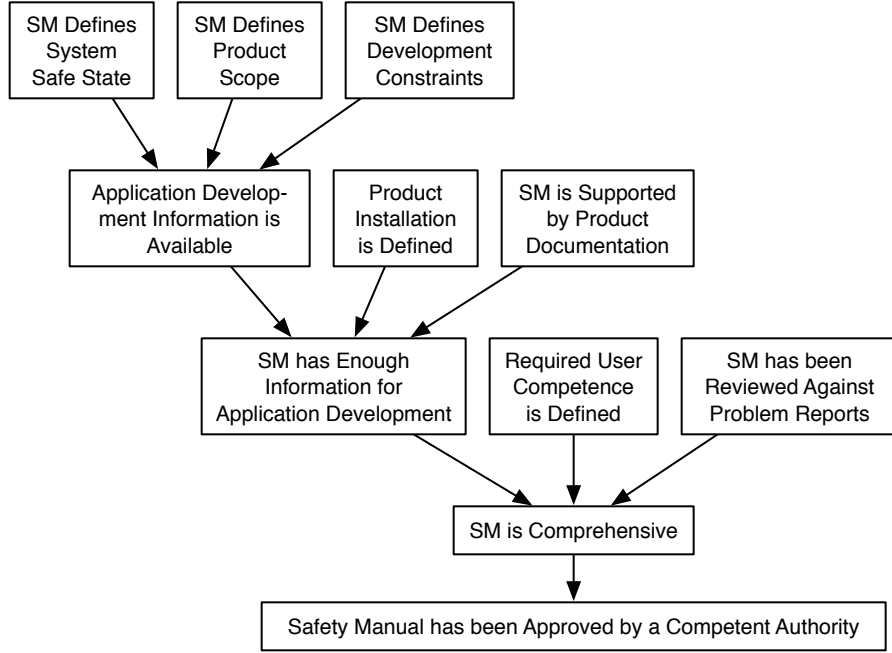 SM Defines
System
Safe State
SM Defines
Product
Scope
SM Defines
Development
Constraints
Application Develop-
ment Information is
Available
Product
Installation
is Defined
SM is Supported
by Product
Documentation
SM has Enough
Information for
Application Development
Required User
Competence
is Defined
SM has been
Reviewed Against
Problem Reports
SM is Comprehensive
Safety Manual has been Approved by a Competent Authority